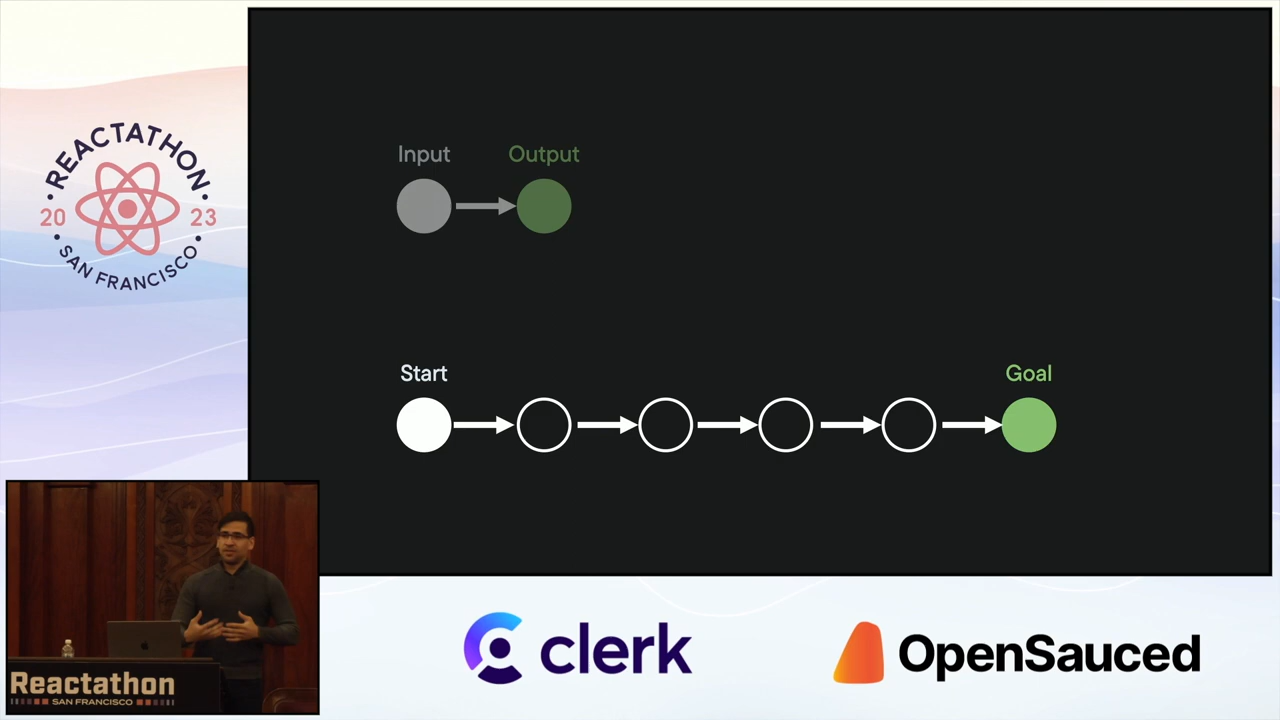 REACTATHON
20 23
SAN FRANCISCO
Input Output
Start Goal
Reactathon
SAN FRANCISCO
clerk
OpenSauced